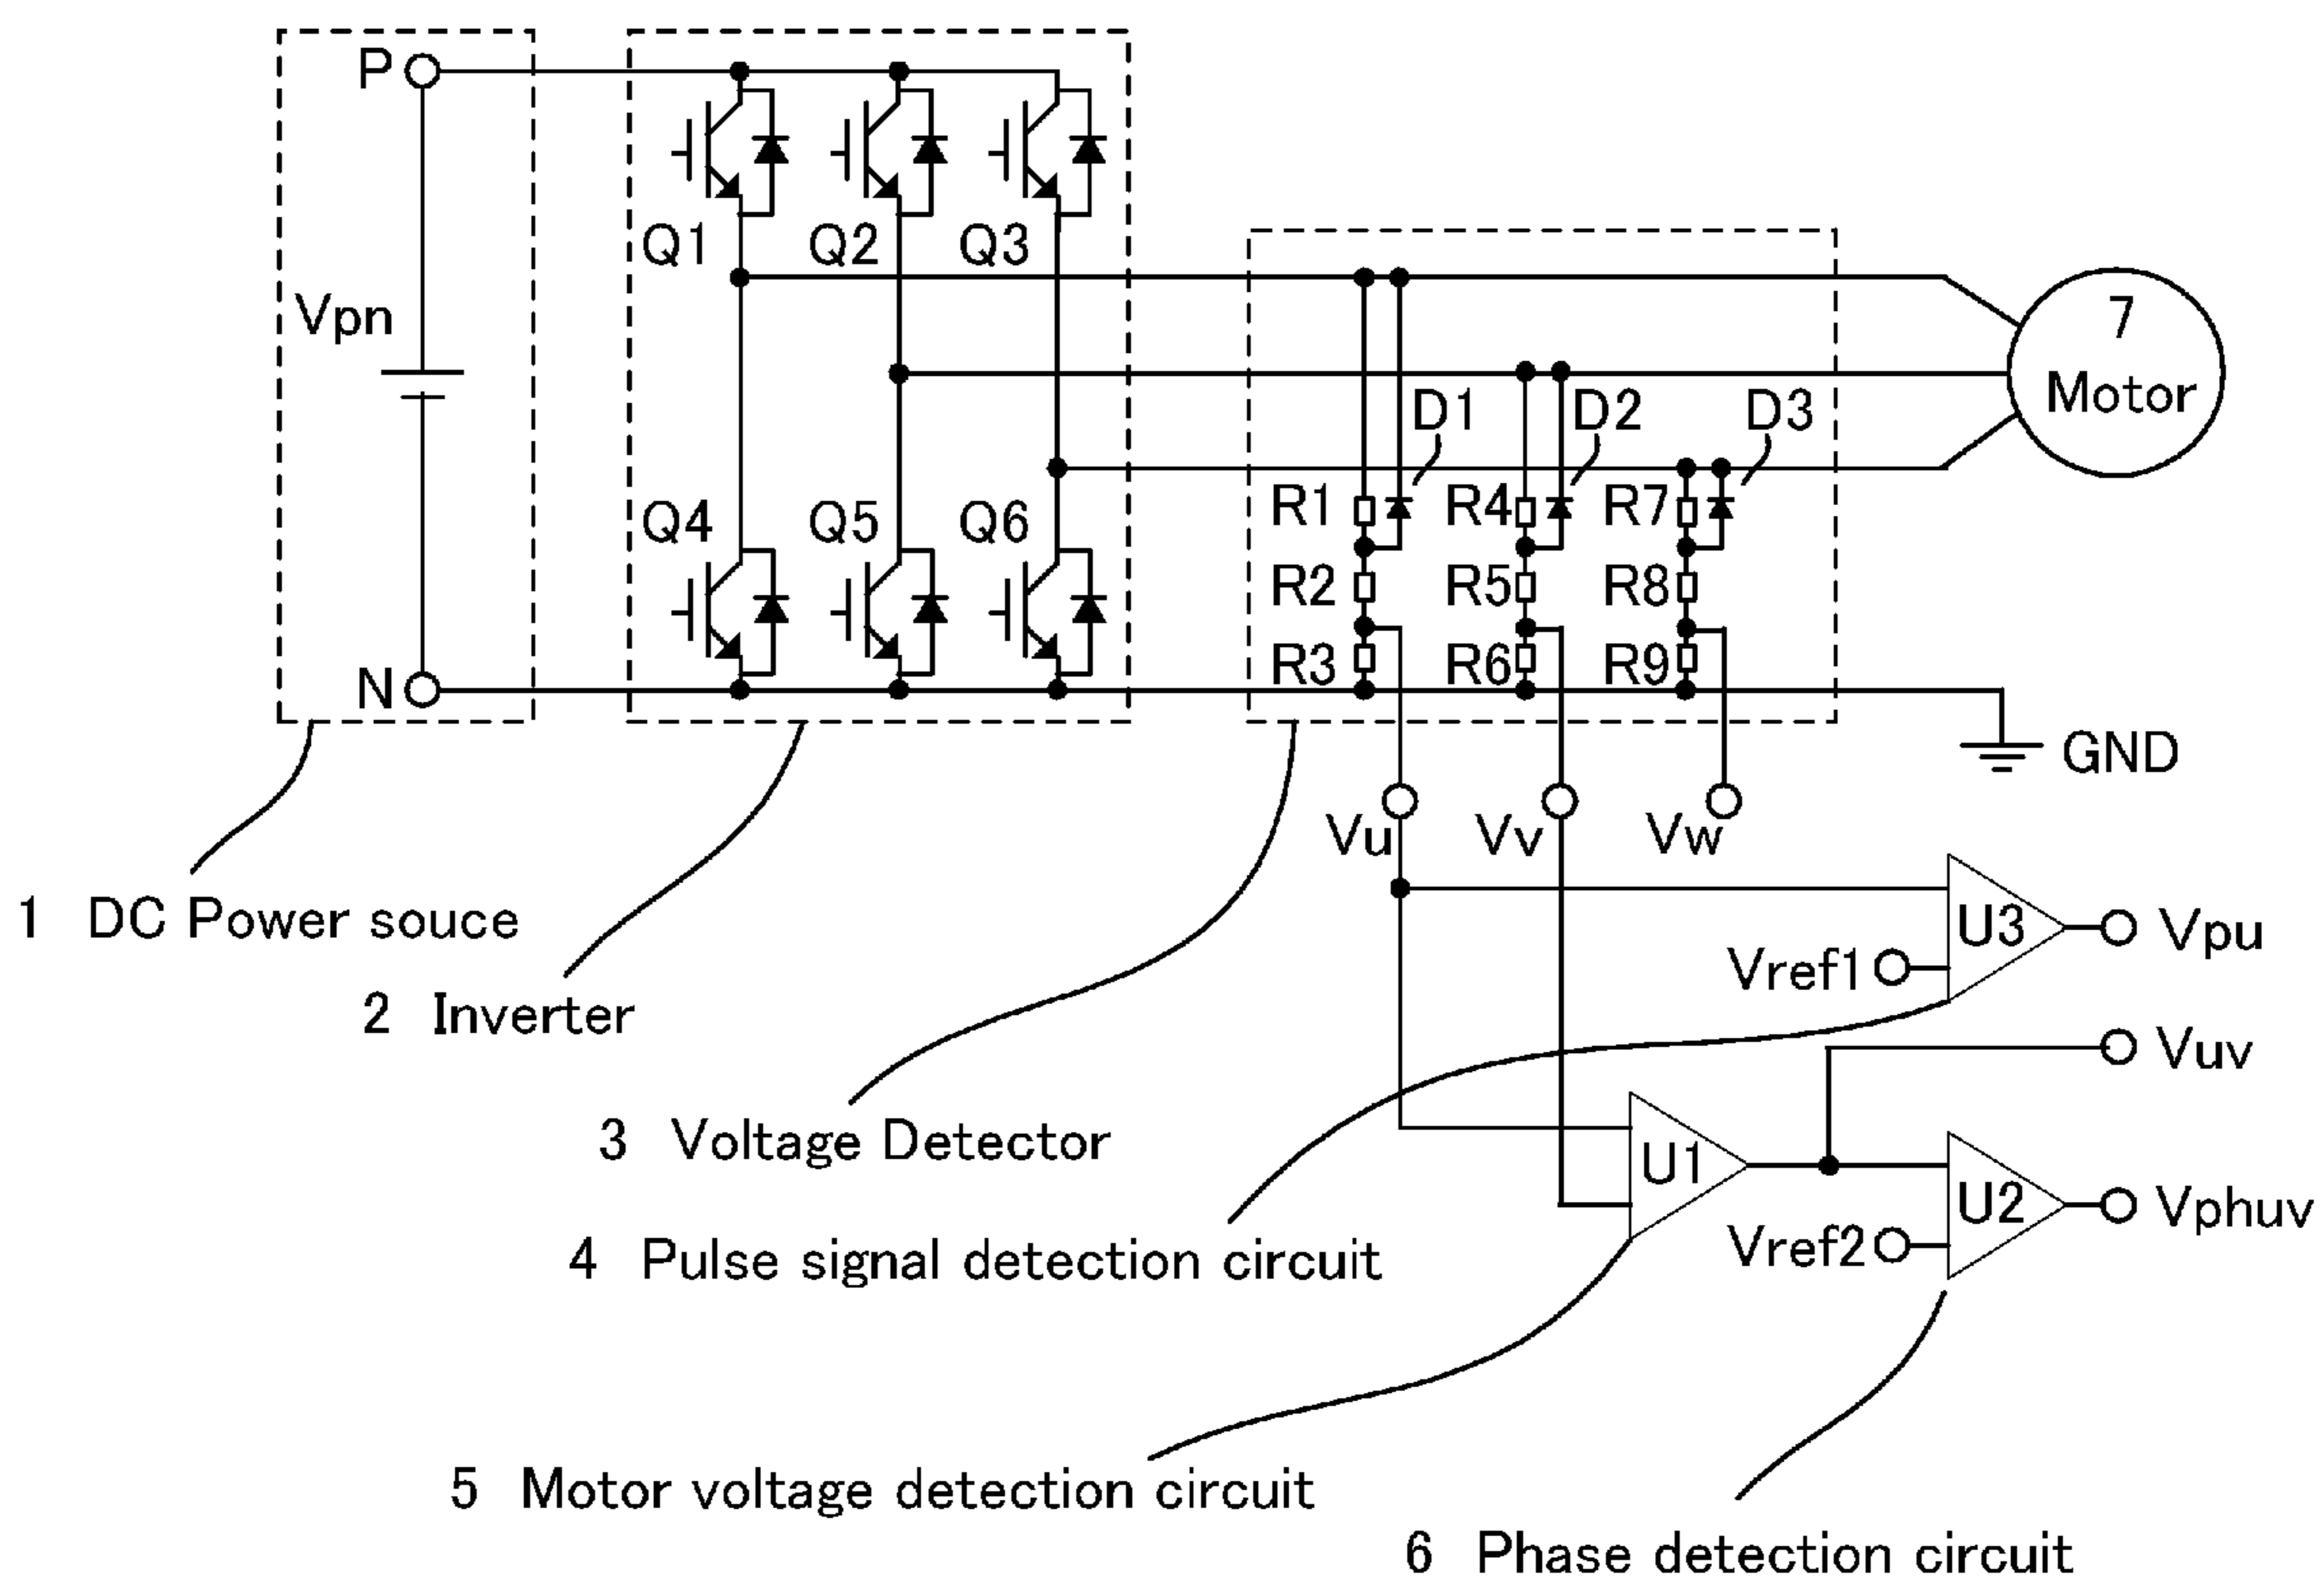 P
Vpn
N
Q1
Q2
Q3
Q4
Q5
Q6
7
Motor
D1
D2
D3
R1
R4
R7
R2
R5
R8
R3
R6
R9
GND
Vu
Vv
Vw
1 DC Power souce
2 Inverter
3 Voltage Detector
4 Pulse signal detection circuit
5 Motor voltage detection circuit
6 Phase detection circuit
U3
Vref1
Vpu
Vuv
U1
U2
Vref2
Vphuv